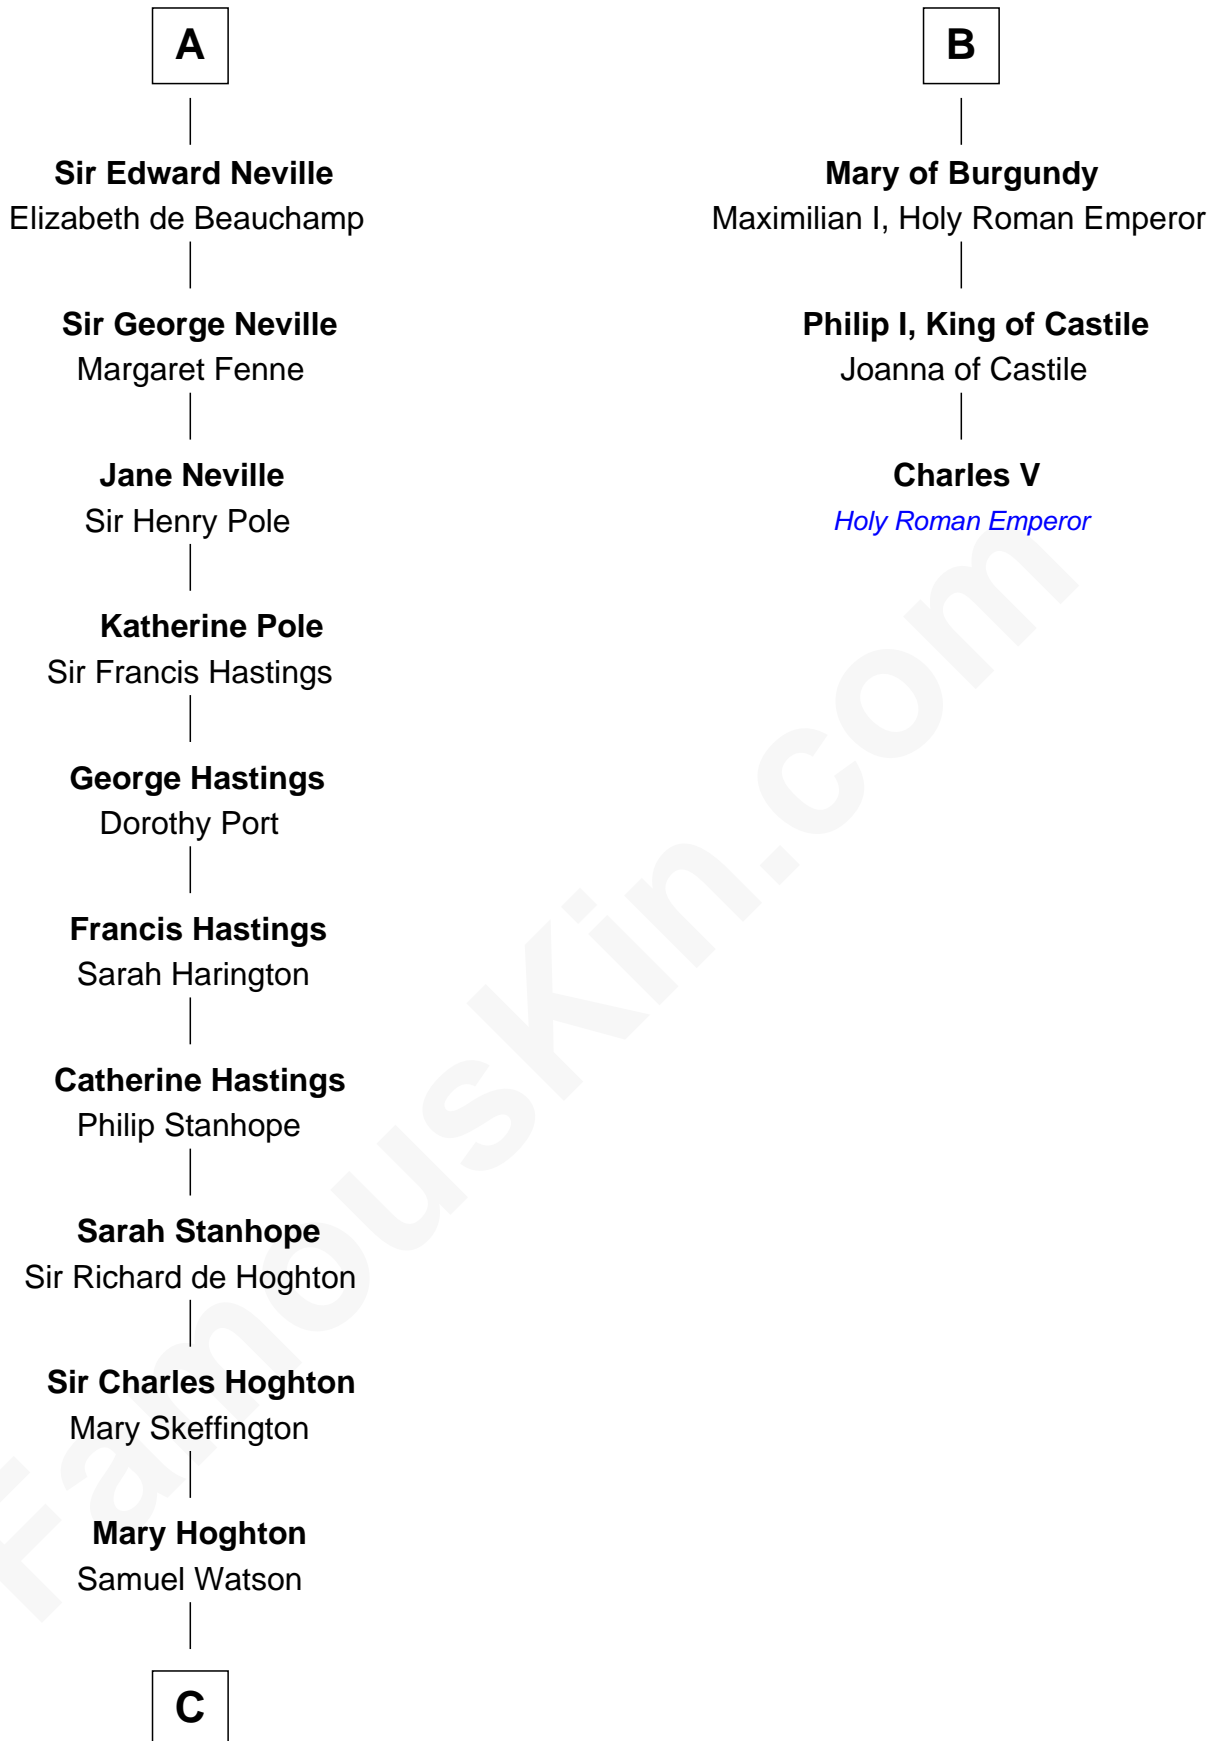 A
Sir Edward Neville
Elizabeth de Beauchamp
Sir George Neville
Margaret Fenne
Jane Neville
Sir Henry Pole
Katherine Pole
Sir Francis Hastings
George Hastings
Dorothy Port
Francis Hastings
Sarah Harington
Catherine Hastings
Philip Stanhope
Sarah Stanhope
Sir Richard de Hoghton
Sir Charles Hoghton
Mary Skeffington
Mary Hoghton
Samuel Watson
C
B
Mary of Burgundy
Maximilian I, Holy Roman Emperor
Philip I, King of Castile
Joanna of Castile
Charles V
Holy Roman Emperor
FamousKin.com